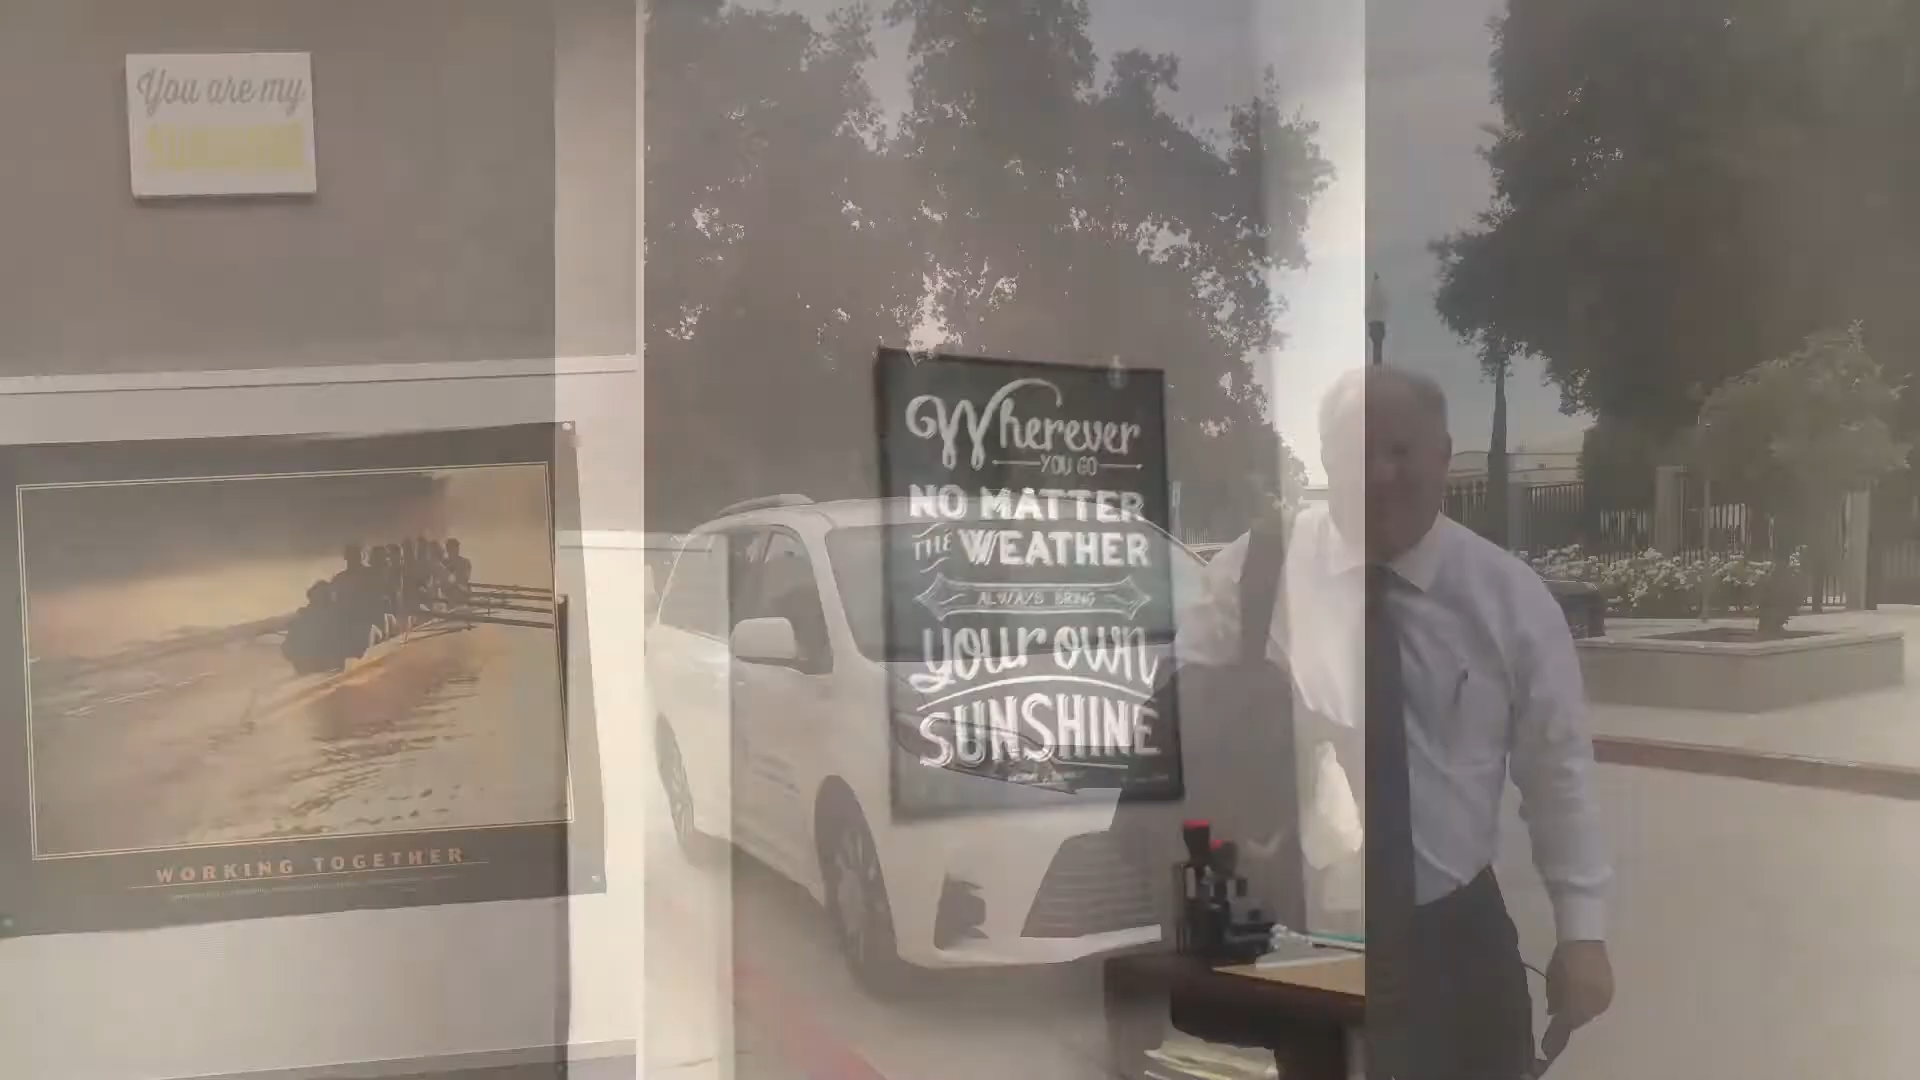 You are my
SUNSHINE
Wherever
YOU GO
NO MATTER
THE WEATHER
ALWAYS BRING
your own
SUNSHINE
WORKING TOGETHER